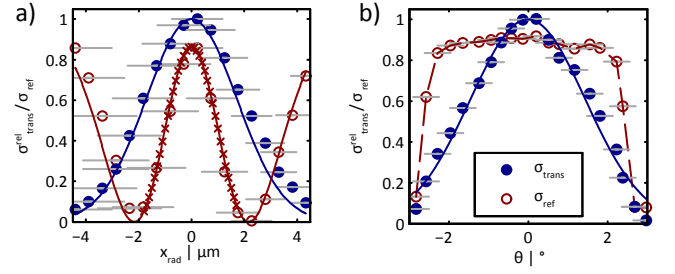 a)
σ^rel_trans/σ_ref
1
0.8
0.6
0.4
0.2
0
−4 −2 0 2 4
x_rad | µm
b)
σ^rel_trans/σ_ref
1
0.8
0.6
0.4
0.2
0
σ_trans
σ_ref
−2 0 2
θ | °